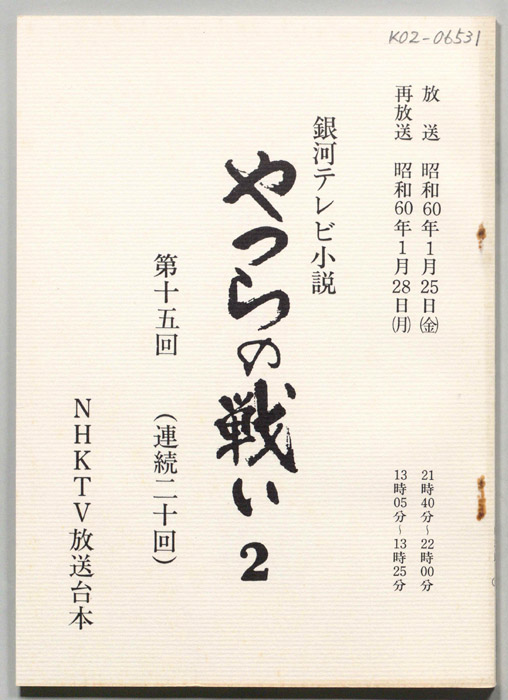 K02-06531
放送 昭和60年1月25日(金) 21時40分~22時00分
再放送 昭和60年1月28日(月) 13時05分~13時25分
銀河テレビ小説
やつらの戦い2
第十五回 (連続二十回)
NHKTV放送台本